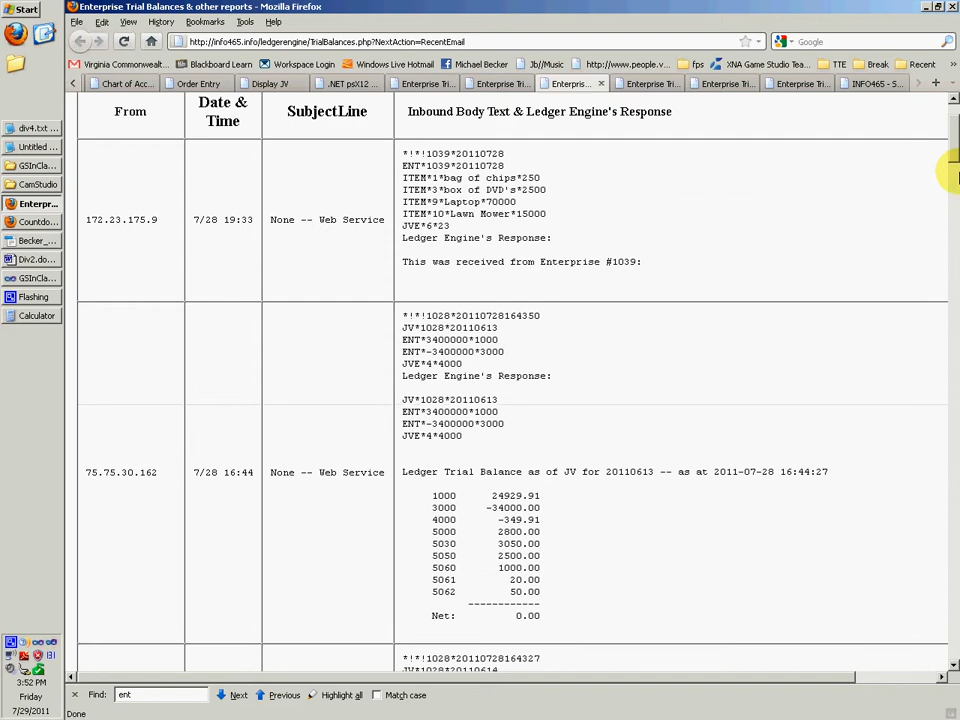 Start
Enterprise Trial Balances & other reports - Mozilla Firefox
File Edit View History Bookmarks Tools Help
http://info465.info/ledgerengine/TrialBalances.php?NextAction=RecentEmail
Google
Virginia Commonweal... Blackboard Learn Workspace Login Windows Live Hotmail Michael Becker Jb//Music http://www.people.v... fps XNA Game Studio Tea... TTE Break Recent
Chart of Acc... Order Entry Display JV .NET psX12 ... Enterprise Tri... Enterprise Tri... Enterpris... Enterprise Tri... Enterprise Tri... Enterprise Tri... INFO465 - S...
div4.txt ...
Untitled ...
GSInCla...
CamStudio
Enterpr...
Countdo...
Becker_...
Div2.do...
GSInCla...
Flashing
Calculator
From
Date & Time
SubjectLine
Inbound Body Text & Ledger Engine's Response
172.23.175.9
7/28 19:33
None -- Web Service
*!*!1039*20110728
ENT*1039*20110728
ITEM*1*bag of chips*250
ITEM*3*box of DVD's*2500
ITEM*9*Laptop*70000
ITEM*10*Lawn Mower*15000
JVE*6*23
Ledger Engine's Response:
This was received from Enterprise #1039:
75.75.30.162
7/28 16:44
None -- Web Service
*!*!1028*20110728164350
JV*1028*20110613
ENT*3400000*1000
ENT*-3400000*3000
JVE*4*4000
Ledger Engine's Response:
JV*1028*20110613
ENT*3400000*1000
ENT*-3400000*3000
JVE*4*4000
Ledger Trial Balance as of JV for 20110613 -- as at 2011-07-28 16:44:27
1000 24929.91
3000 -34000.00
4000 -349.91
5000 2800.00
5030 3050.00
5050 2500.00
5060 1000.00
5061 20.00
5062 50.00
------------
Net: 0.00
*!*!1028*20110728164327
JV*1028*20110614
3:52 PM
Friday
7/29/2011
Find: ent Next Previous Highlight all Match case
Done